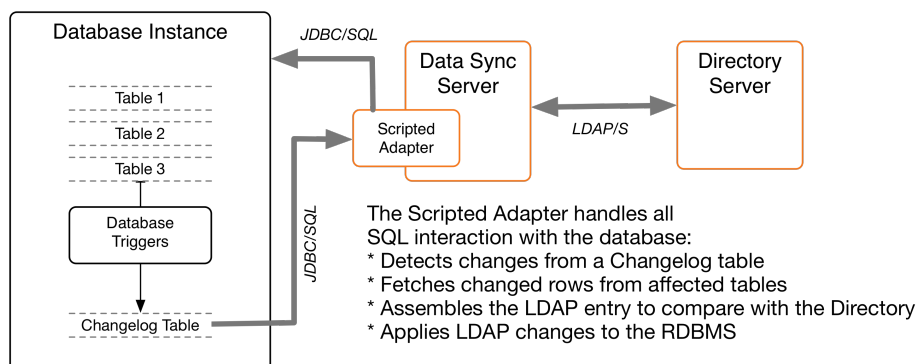 Database Instance
Table 1
Table 2
Table 3
Database
Triggers
Changelog Table
JDBC/SQL
JDBC/SQL
Data Sync
Server
Scripted
Adapter
LDAP/S
Directory
Server
The Scripted Adapter handles all
SQL interaction with the database:
* Detects changes from a Changelog table
* Fetches changed rows from affected tables
* Assembles the LDAP entry to compare with the Directory
* Applies LDAP changes to the RDBMS